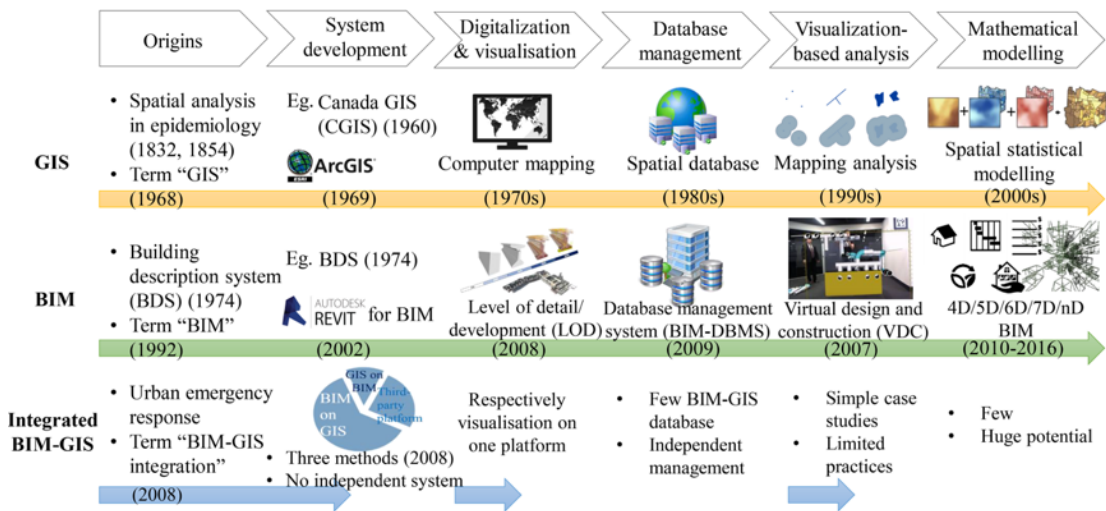 Origins
System
development
Digitalization
& visualisation
Database
management
Visualization-
based analysis
Mathematical
modelling
GIS
• Spatial analysis
in epidemiology
(1832, 1854)
• Term “GIS”
(1968)
Eg. Canada GIS
(CGIS) (1960)
esri
ArcGIS
(1969)
Computer mapping
(1970s)
Spatial database
(1980s)
Mapping analysis
(1990s)
+
+
Spatial statistical
modelling
(2000s)
BIM
• Building
description system
(BDS) (1974)
• Term “BIM”
(1992)
Eg. BDS (1974)
AUTODESK
REVIT
for BIM
(2002)
Level of detail/
development (LOD)
(2008)
Database management
system (BIM-DBMS)
(2009)
Virtual design and
construction (VDC)
(2007)
4D/5D/6D/7D/nD
BIM
(2010-2016)
Integrated
BIM-GIS
• Urban emergency
response
• Term “BIM-GIS
integration”
(2008)
GIS on
BIM
Third-
party
platform
BIM
on
GIS
• Three methods (2008)
• No independent system
Respectively
visualisation on
one platform
• Few BIM-GIS
database
• Independent
management
• Simple case
studies
• Limited
practices
• Few
• Huge potential